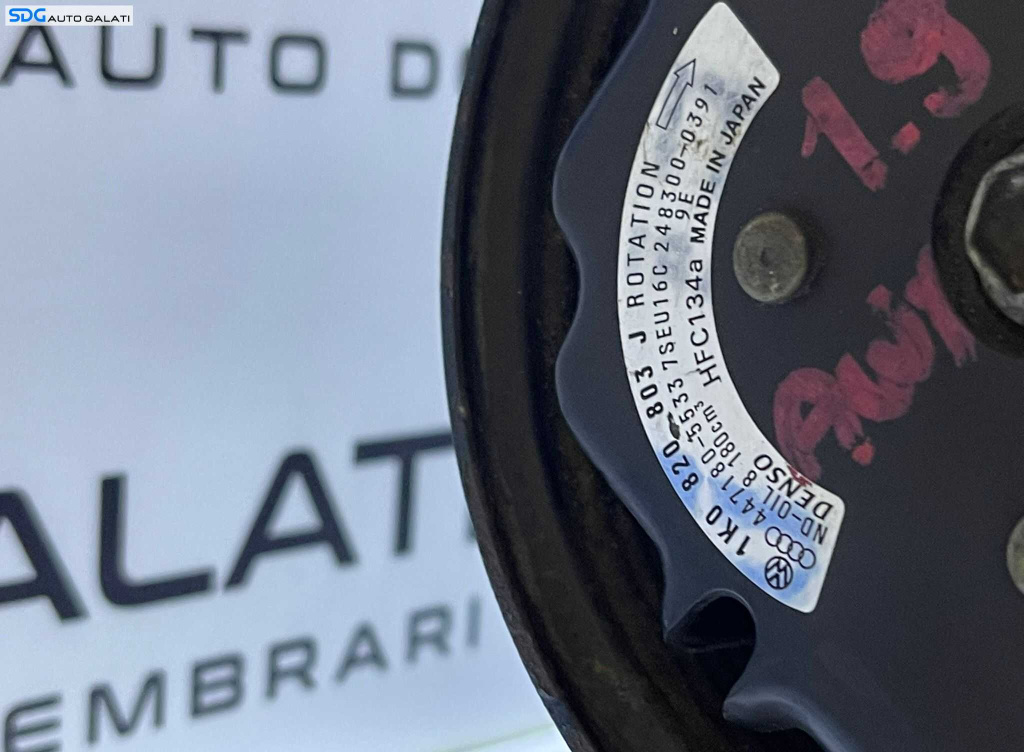 SDG AUTO GALATI
AUTO D
GALATI
EMBRARI
1K0 820 803 J ROTATION
447180-5533 7SEU16C 248300-0391
ND-OIL 8 180cm³ HFC134a 9E
DENSO MADE IN JAPAN
1.9